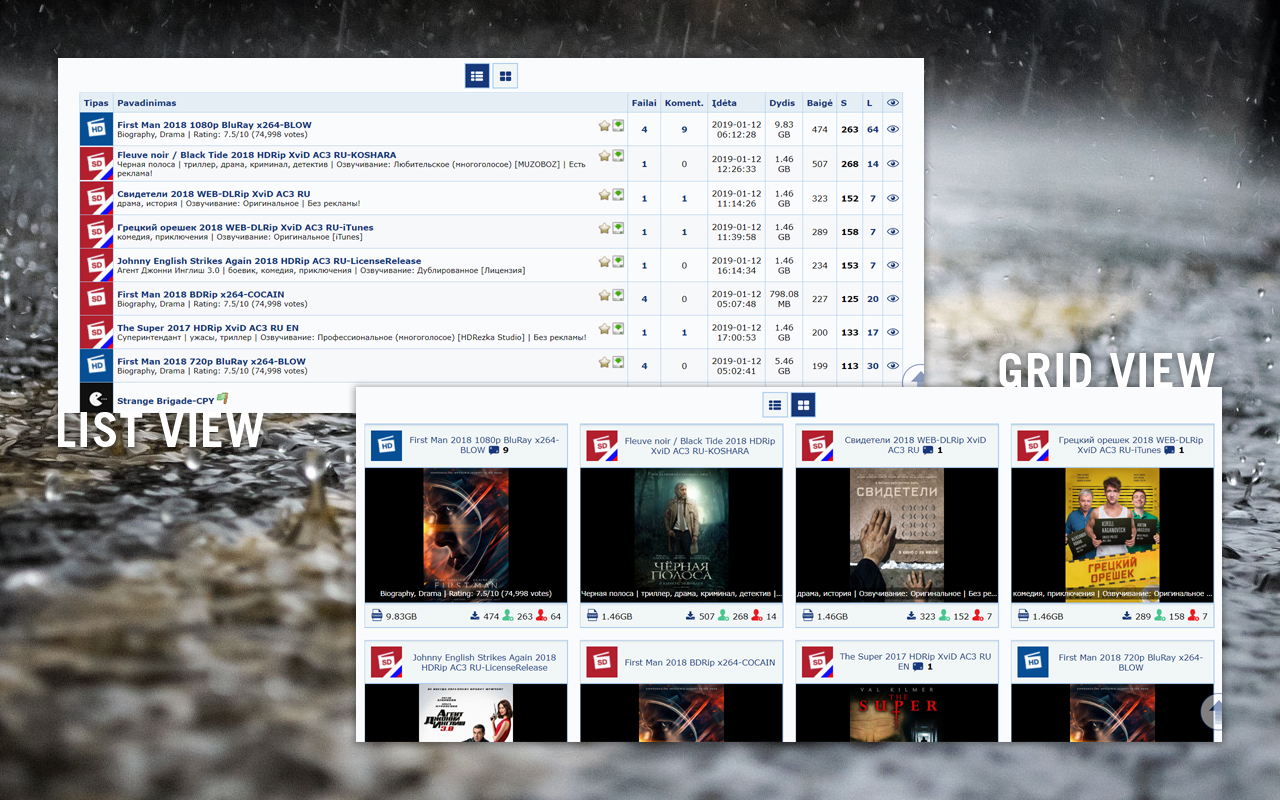 Tipas Pavadinimas Failai Koment. Įdėta Dydis Baigė S L
HD First Man 2018 1080p BluRay x264-BLOW 4 9 2019-01-12 9.83 474 263 64
Biography, Drama | Rating: 7.5/10 (74,998 votes) 06:12:28 GB
SD Fleuve noir / Black Tide 2018 HDRip XviD AC3 RU-KOSHARA 1 0 2019-01-12 1.46 507 268 14
Черная полоса | триллер, драма, криминал, детектив | Озвучивание: Любительское (многоголосое) [MUZOBOZ] | Есть 12:26:33 GB
реклама!
SD Свидетели 2018 WEB-DLRip XviD AC3 RU 1 1 2019-01-12 1.46 323 152 7
драма, история | Озвучивание: Оригинальное | Без рекламы! 11:14:26 GB
SD Грецкий орешек 2018 WEB-DLRip XviD AC3 RU-iTunes 1 1 2019-01-12 1.46 289 158 7
комедия, приключения | Озвучивание: Оригинальное [iTunes] 11:39:58 GB
SD Johnny English Strikes Again 2018 HDRip AC3 RU-LicenseRelease 1 0 2019-01-12 1.46 234 153 7
Агент Джонни Инглиш 3.0 | боевик, комедия, приключения | Озвучивание: Дублированное [Лицензия] 16:14:34 GB
SD First Man 2018 BDRip x264-COCAIN 4 0 2019-01-12 798.08 227 125 20
Biography, Drama | Rating: 7.5/10 (74,998 votes) 05:07:48 MB
SD The Super 2017 HDRip XviD AC3 RU EN 1 1 2019-01-12 1.46 200 133 17
Суперинтендант | ужасы, триллер | Озвучивание: Профессиональное (многоголосое) [HDRezka Studio] | Без рекламы! 17:00:53 GB
HD First Man 2018 720p BluRay x264-BLOW 4 0 2019-01-12 5.46 199 113 30
Biography, Drama | Rating: 7.5/10 (74,998 votes) 05:02:41 GB
Strange Brigade-CPY
LIST VIEW
GRID VIEW
HD First Man 2018 1080p BluRay x264-
BLOW 9
SD Fleuve noir / Black Tide 2018 HDRip
XviD AC3 RU-KOSHARA
SD Свидетели 2018 WEB-DLRip XviD
AC3 RU 1
SD Грецкий орешек 2018 WEB-DLRip
XviD AC3 RU-iTunes 1
FIRST MAN
ЧЁРНАЯ
ПОЛОСА
СВИДЕТЕЛИ
ГРЕЦКИЙ
ОРЕШЕК
Biography, Drama | Rating: 7.5/10 (74,998 votes)
Черная полоса | триллер, драма, криминал, детектив |...
драма, история | Озвучивание: Оригинальное | Без ре...
комедия, приключения | Озвучивание: Оригинальное ...
9.83GB 474 263 64
1.46GB 507 268 14
1.46GB 323 152 7
1.46GB 289 158 7
SD Johnny English Strikes Again 2018
HDRip AC3 RU-LicenseRelease
SD First Man 2018 BDRip x264-COCAIN
SD The Super 2017 HDRip XviD AC3 RU
EN 1
HD First Man 2018 720p BluRay x264-
BLOW
АГЕНТ
ДЖОННИ
ИНГЛИШ
3.0
VAL KILMER
THE
SUPER